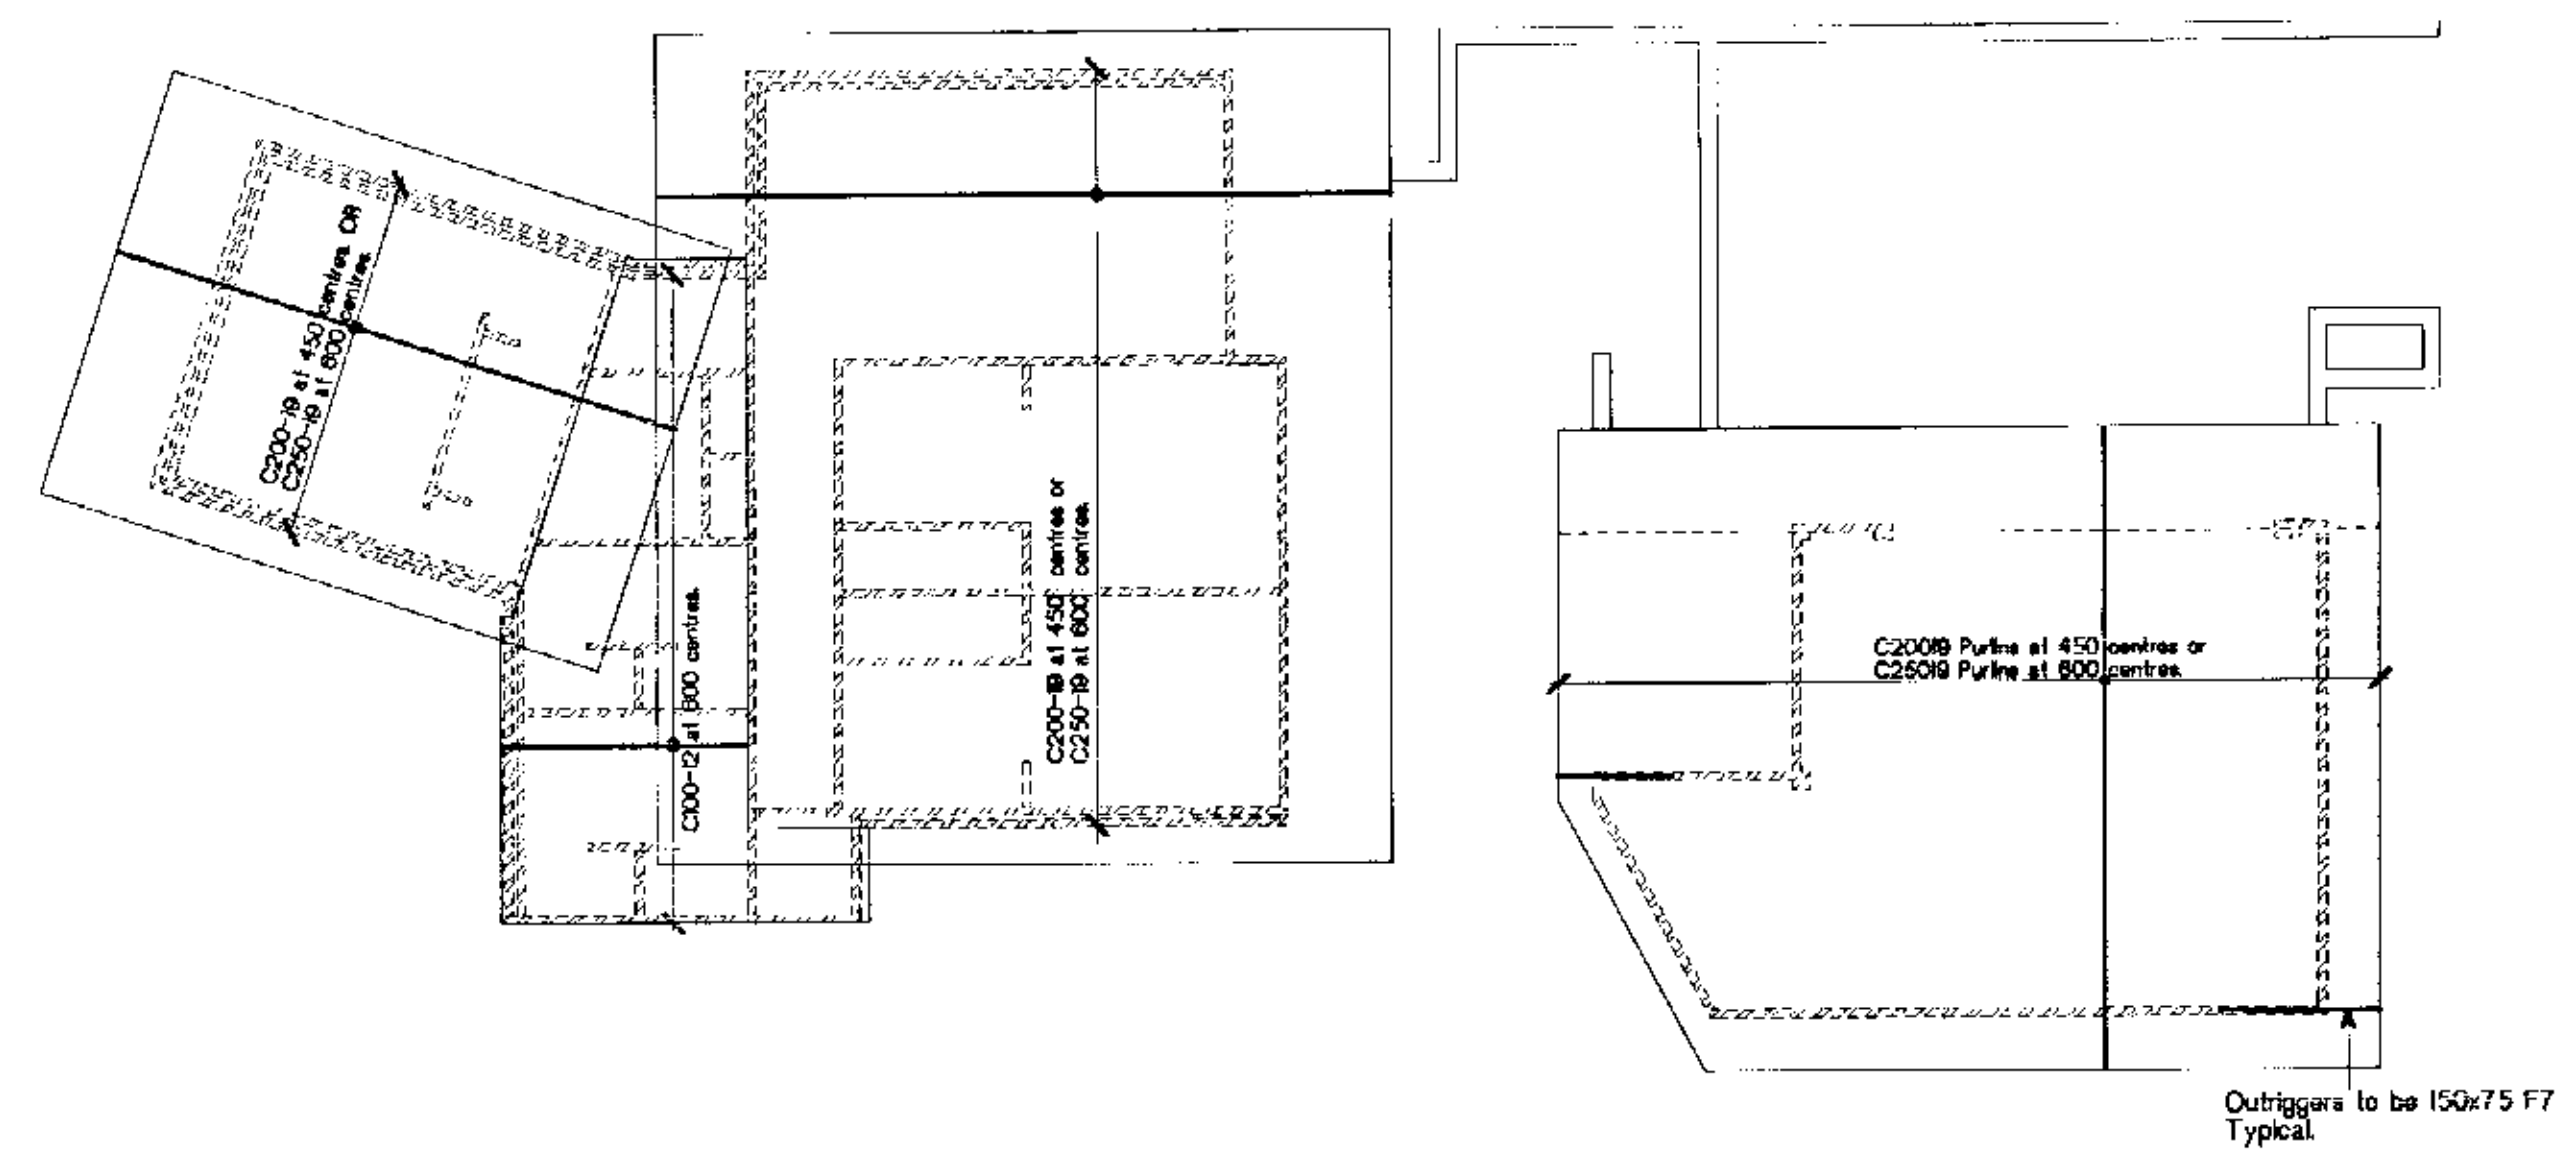 C200-19 at 450 centres. OR
C250-19 at 600 centres.
C100-12 at 600 centres.
C200-19 at 450 centres or
C250-19 at 600 centres.
C20019 Purlins at 450 centres or
C25019 Purlins at 600 centres.
Outriggers to be 150x75 F7
Typical.